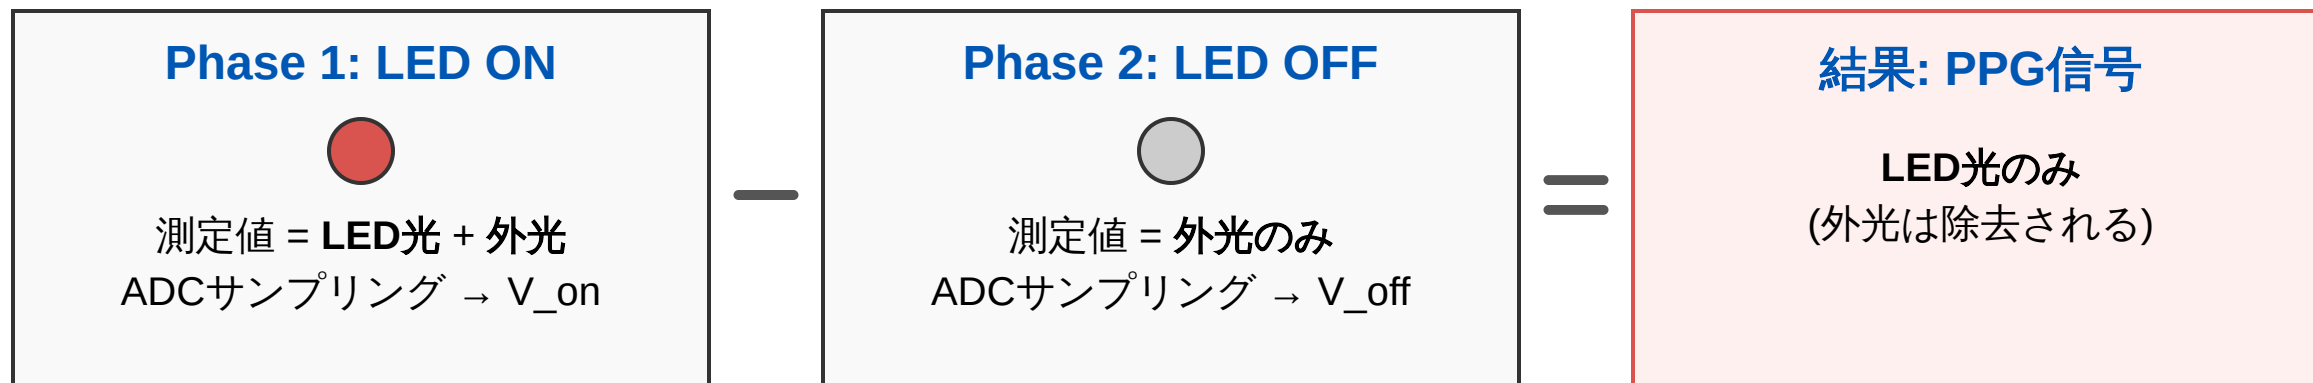 Phase 1: LED ON
測定値 = LED光 + 外光
ADCサンプリング → V_on
−
Phase 2: LED OFF
測定値 = 外光のみ
ADCサンプリング → V_off
=
結果: PPG信号
LED光のみ
(外光は除去される)